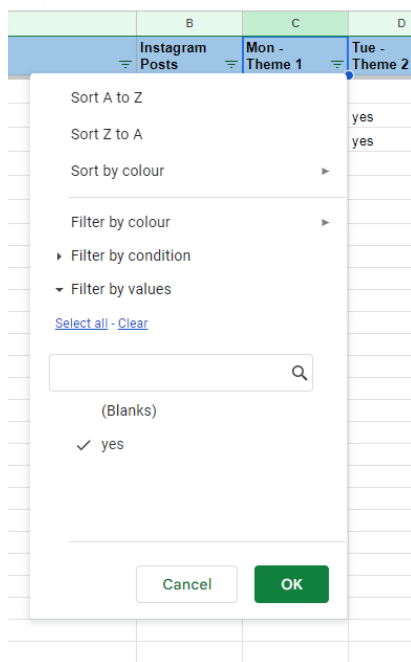 B C D
Instagram Mon - Tue -
Posts Theme 1 Theme 2
Sort A to Z
yes
Sort Z to A
yes
Sort by colour
Filter by colour
Filter by condition
Filter by values
Select all - Clear
(Blanks)
yes
Cancel OK